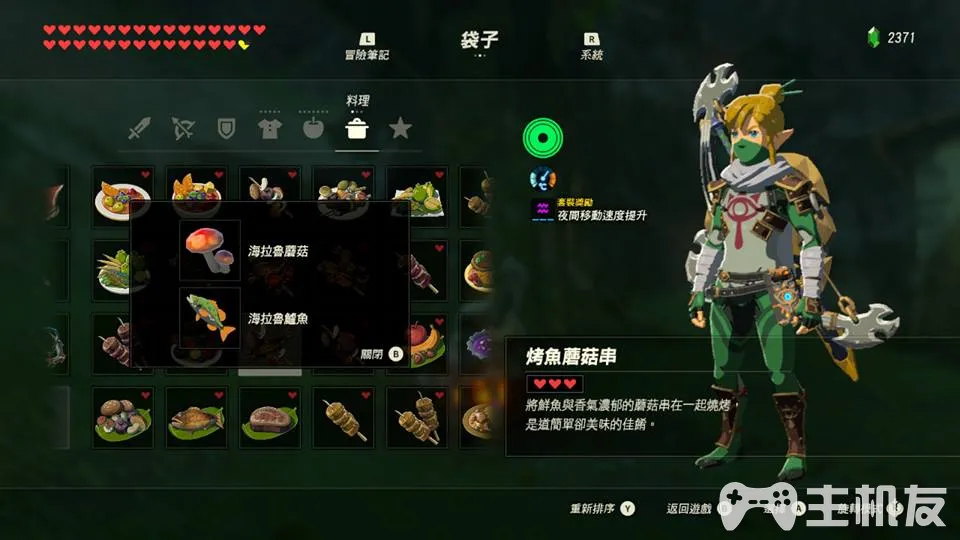 L
冒險筆記
袋子
R
系統
2371
料理
套裝獎勵
夜間移動速度提升
海拉魯蘑菇
海拉魯鱸魚
關閉 B
烤魚蘑菇串
將鮮魚與香氣濃郁的蘑菇串在一起燒烤
是道簡單卻美味的佳餚。
重新排序 Y
返回遊戲
選擇 A
主机友